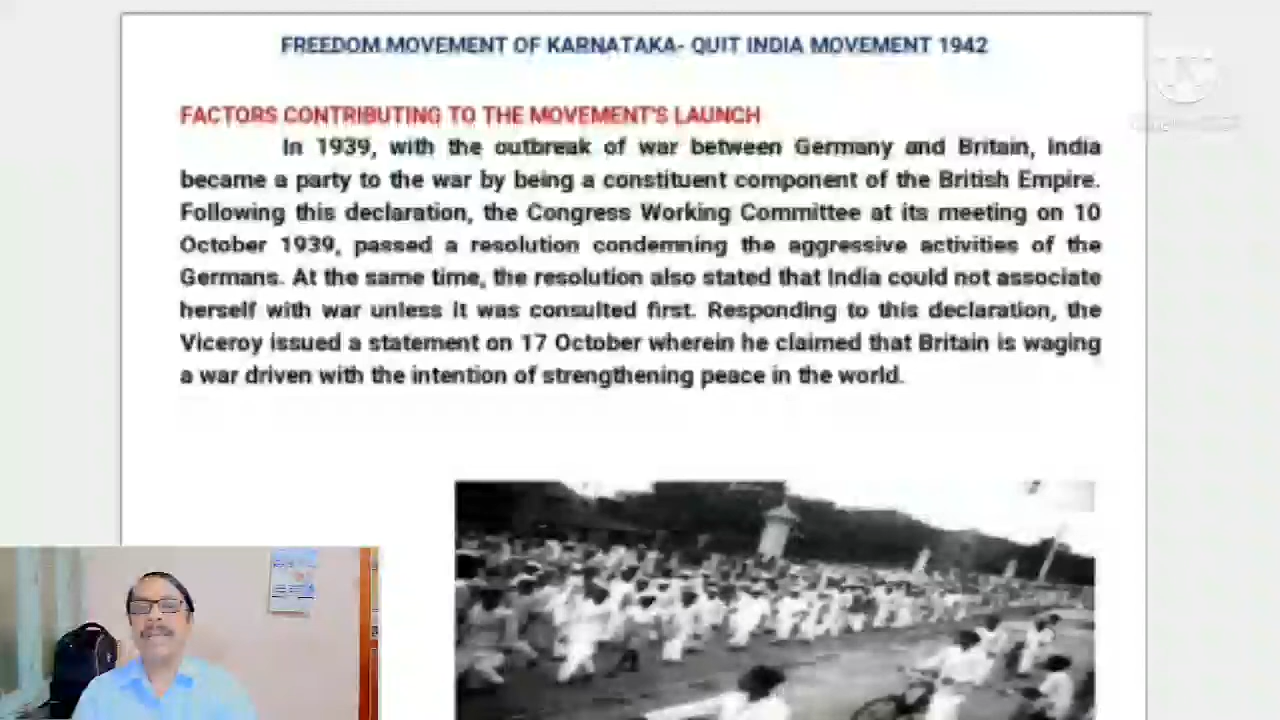 FREEDOM MOVEMENT OF KARNATAKA- QUIT INDIA MOVEMENT 1942
FACTORS CONTRIBUTING TO THE MOVEMENT'S LAUNCH
In 1939, with the outbreak of war between Germany and Britain, India
became a party to the war by being a constituent component of the British Empire.
Following this declaration, the Congress Working Committee at its meeting on 10
October 1939, passed a resolution condemning the aggressive activities of the
Germans. At the same time, the resolution also stated that India could not associate
herself with war unless it was consulted first. Responding to this declaration, the
Viceroy issued a statement on 17 October wherein he claimed that Britain is waging
a war driven with the intention of strengthening peace in the world.